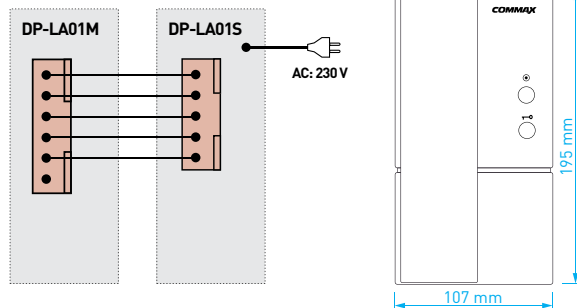 DP-LA01M
DP-LA01S
AC: 230 V
COMMAX
195 mm
107 mm